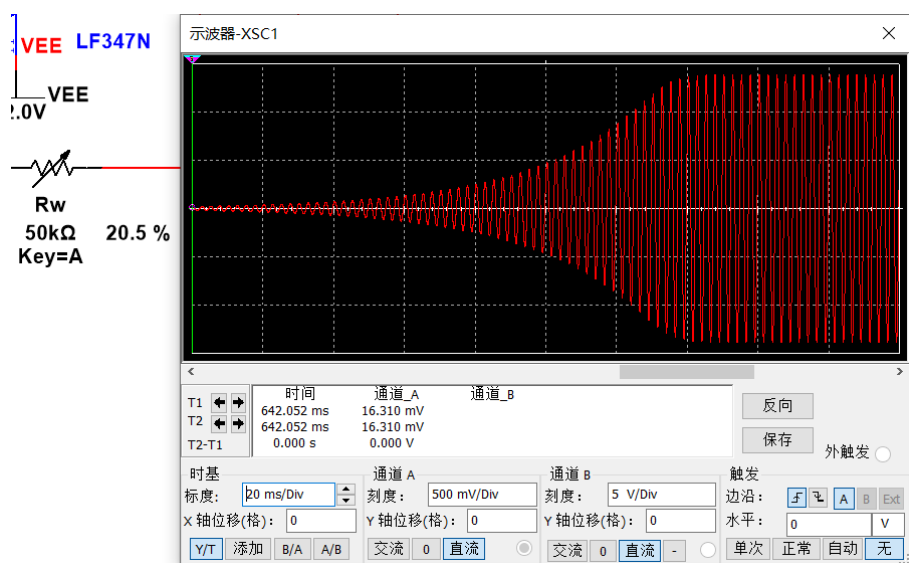 VEE LF347N
VEE
2.0V
Rw
50kΩ 20.5 %
Key=A
示波器-XSC1
时间 通道_A 通道_B
T1 642.052 ms 16.310 mV
T2 642.052 ms 16.310 mV
T2-T1 0.000 s 0.000 V
反向
保存
外触发
时基
标度: 20 ms/Div
X 轴位移(格): 0
Y/T 添加 B/A A/B
通道 A
刻度: 500 mV/Div
Y 轴位移(格): 0
交流 0 直流
通道 B
刻度: 5 V/Div
Y 轴位移(格): 0
交流 0 直流 -
触发
边沿: A B Ext
水平: 0 V
单次 正常 自动 无